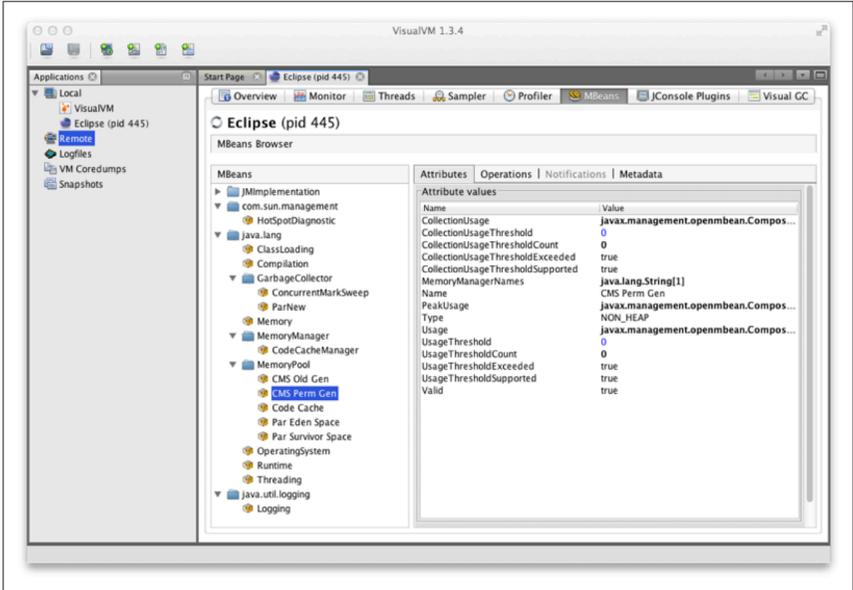 VisualVM 1.3.4
Applications
Start Page
Eclipse (pid 445)
Local
VisualVM
Eclipse (pid 445)
Remote
Logfiles
VM Coredumps
Snapshots
Overview Monitor Threads Sampler Profiler MBeans JConsole Plugins Visual GC
Eclipse (pid 445)
MBeans Browser
MBeans
JMImplementation
com.sun.management
HotSpotDiagnostic
java.lang
ClassLoading
Compilation
GarbageCollector
ConcurrentMarkSweep
ParNew
Memory
MemoryManager
CodeCacheManager
MemoryPool
CMS Old Gen
CMS Perm Gen
Code Cache
Par Eden Space
Par Survivor Space
OperatingSystem
Runtime
Threading
java.util.logging
Logging
Attributes Operations Notifications Metadata
Attribute values
Name Value
CollectionUsage javax.management.openmbean.Compos...
CollectionUsageThreshold 0
CollectionUsageThresholdCount 0
CollectionUsageThresholdExceeded true
CollectionUsageThresholdSupported true
MemoryManagerNames java.lang.String[1]
Name CMS Perm Gen
PeakUsage javax.management.openmbean.Compos...
Type NON_HEAP
Usage javax.management.openmbean.Compos...
UsageThreshold 0
UsageThresholdCount 0
UsageThresholdExceeded true
UsageThresholdSupported true
Valid true